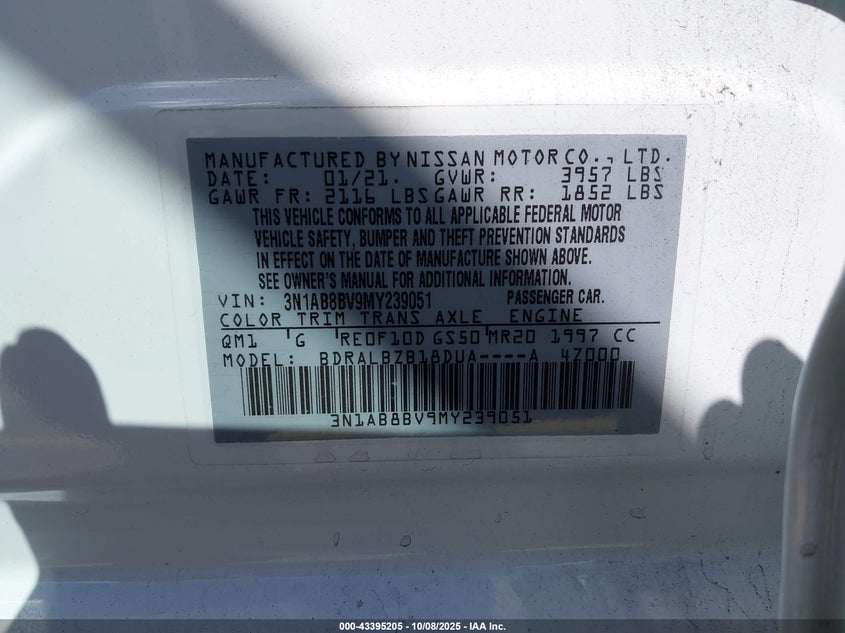 MANUFACTURED BY NISSAN MOTOR CO., LTD.
DATE: 01/21. GVWR: 3957 LBS
GAWR FR: 2116 LBS GAWR RR: 1852 LBS
THIS VEHICLE CONFORMS TO ALL APPLICABLE FEDERAL MOTOR
VEHICLE SAFETY, BUMPER AND THEFT PREVENTION STANDARDS
IN EFFECT ON THE DATE OF MANUFACTURE SHOWN ABOVE.
SEE OWNER'S MANUAL FOR ADDITIONAL INFORMATION.
VIN: 3N1AB8BV9MY239051 PASSENGER CAR.
COLOR TRIM TRANS AXLE ENGINE
QM1 G RE0F10D GS50 MR20 1997 CC
MODEL: BDRALBZB18DUA----A 4Z000
3N1AB8BV9MY239051
000-43395205 - 10/08/2025 - IAA Inc.